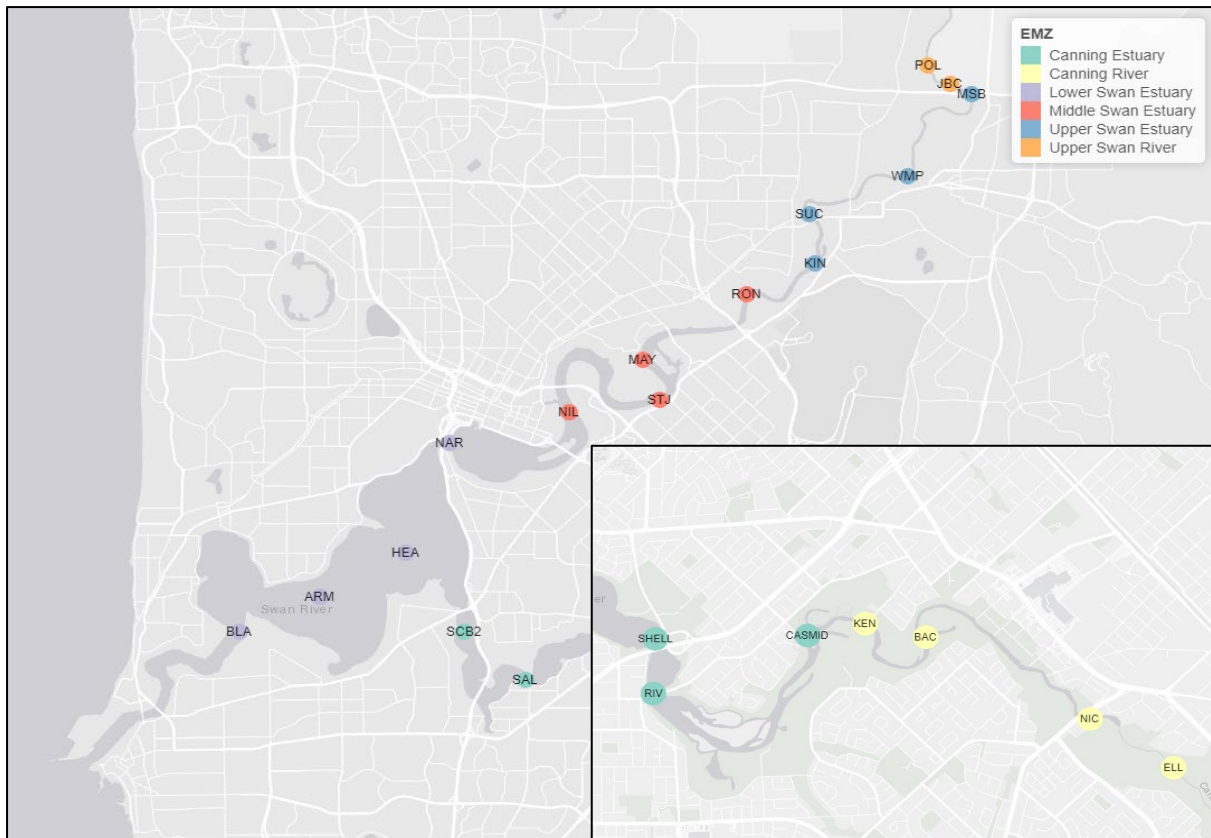 EMZ
Canning Estuary
Canning River
Lower Swan Estuary
Middle Swan Estuary
Upper Swan Estuary
Upper Swan River
POL
JBC
MSB
WMP
SUC
KIN
RON
MAY
STJ
NIL
NAR
HEA
ARM
Swan River
BLA
SCB2
SAL
er
SHELL
CASMID
KEN
BAC
RIV
NIC
ELL